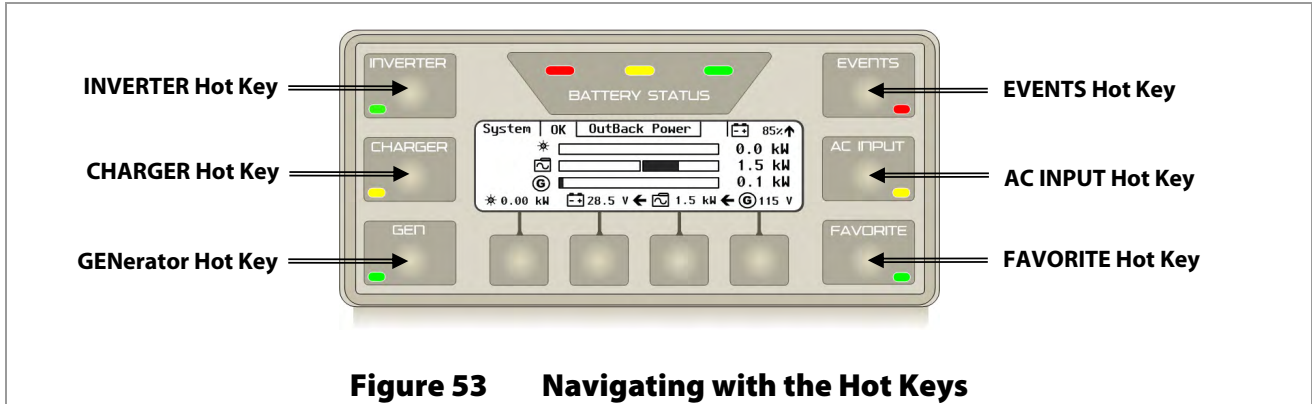 INVERTER Hot Key
CHARGER Hot Key
GENerator Hot Key
INVERTER
CHARGER
GEN
BATTERY STATUS
System OK OutBack Power 85%
0.0 kW
1.5 kW
G 0.1 kW
0.00 kW 28.5 V 1.5 kW G 115 V
EVENTS
AC INPUT
FAVORITE
EVENTS Hot Key
AC INPUT Hot Key
FAVORITE Hot Key
Figure 53 Navigating with the Hot Keys